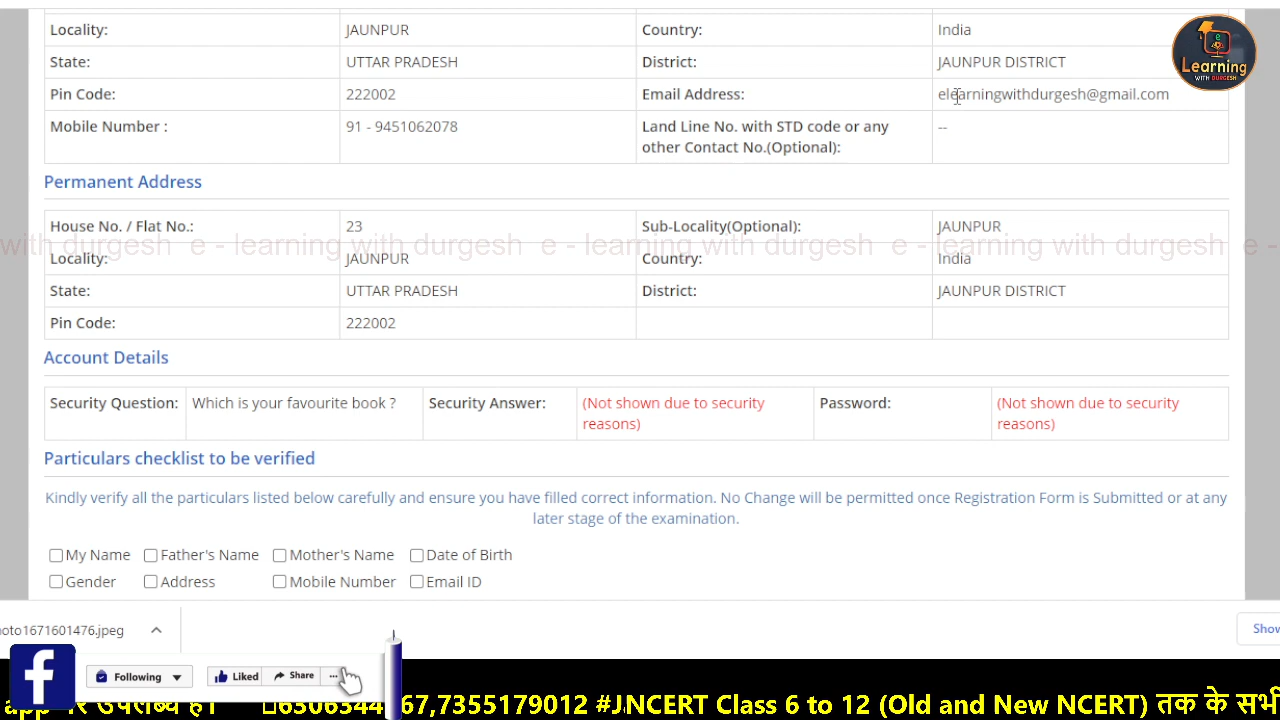 Locality: JAUNPUR Country: India
State: UTTAR PRADESH District: JAUNPUR DISTRICT
Pin Code: 222002 Email Address: elearningwithdurgesh@gmail.com
Mobile Number : 91 - 9451062078 Land Line No. with STD code or any other Contact No.(Optional): --
e
Learning
WITH DURGESH
Permanent Address
House No. / Flat No.: 23 Sub-Locality(Optional): JAUNPUR
with durgesh e - learning with durgesh e - learning with durgesh e - learning with durgesh e -
Locality: JAUNPUR Country: India
State: UTTAR PRADESH District: JAUNPUR DISTRICT
Pin Code: 222002
Account Details
Security Question: Which is your favourite book ? Security Answer: (Not shown due to security reasons) Password: (Not shown due to security reasons)
Particulars checklist to be verified
Kindly verify all the particulars listed below carefully and ensure you have filled correct information. No Change will be permitted once Registration Form is Submitted or at any
later stage of the examination.
My Name Father's Name Mother's Name Date of Birth
Gender Address Mobile Number Email ID
oto1671601476.jpeg
Show
f Following Liked Share ...
app पर उपलब्ध है। 67,7355179012 #JNCERT Class 6 to 12 (Old and New NCERT) तक के सभी